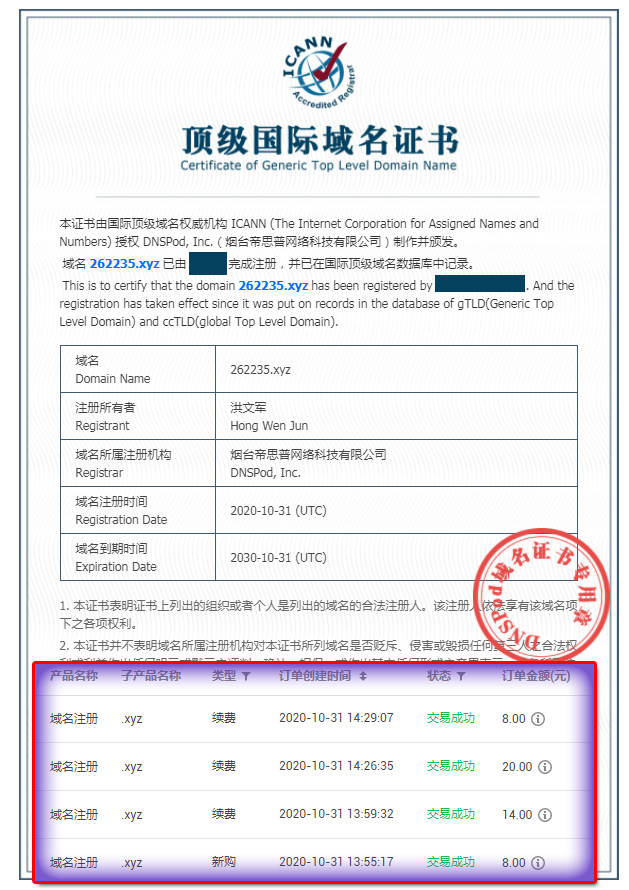 ICANN
Accredited Registrar
顶级国际域名证书
Certificate of Generic Top Level Domain Name
本证书由国际顶级域名权威机构 ICANN (The Internet Corporation for Assigned Names and
Numbers) 授权 DNSPod, Inc.（烟台帝思普网络科技有限公司）制作并颁发。
域名 262235.xyz 已由 完成注册，并已在国际顶级域名数据库中记录。
This is to certify that the domain 262235.xyz has been registered by . And the
registration has taken effect since it was put on records in the database of gTLD(Generic Top
Level Domain) and ccTLD(global Top Level Domain).
域名
Domain Name
262235.xyz
注册所有者
Registrant
洪文军
Hong Wen Jun
域名所属注册机构
Registrar
烟台帝思普网络科技有限公司
DNSPod, Inc.
域名注册时间
Registration Date
2020-10-31 (UTC)
域名到期时间
Expiration Date
2030-10-31 (UTC)
DNSPod域名证书专用章
1. 本证书表明证书上列出的组织或者个人是列出的域名的合法注册人。该注册人依法享有该域名项
下之各项权利。
2. 本证书并不表明域名所属注册机构对本证书所列域名是否贬斥、侵害或毁损任何第三人之合法权
产品名称 子产品名称 类型 订单创建时间 状态 订单金额(元)
域名注册 .xyz 续费 2020-10-31 14:29:07 交易成功 8.00
域名注册 .xyz 续费 2020-10-31 14:26:35 交易成功 20.00
域名注册 .xyz 续费 2020-10-31 13:59:32 交易成功 14.00
域名注册 .xyz 新购 2020-10-31 13:55:17 交易成功 8.00